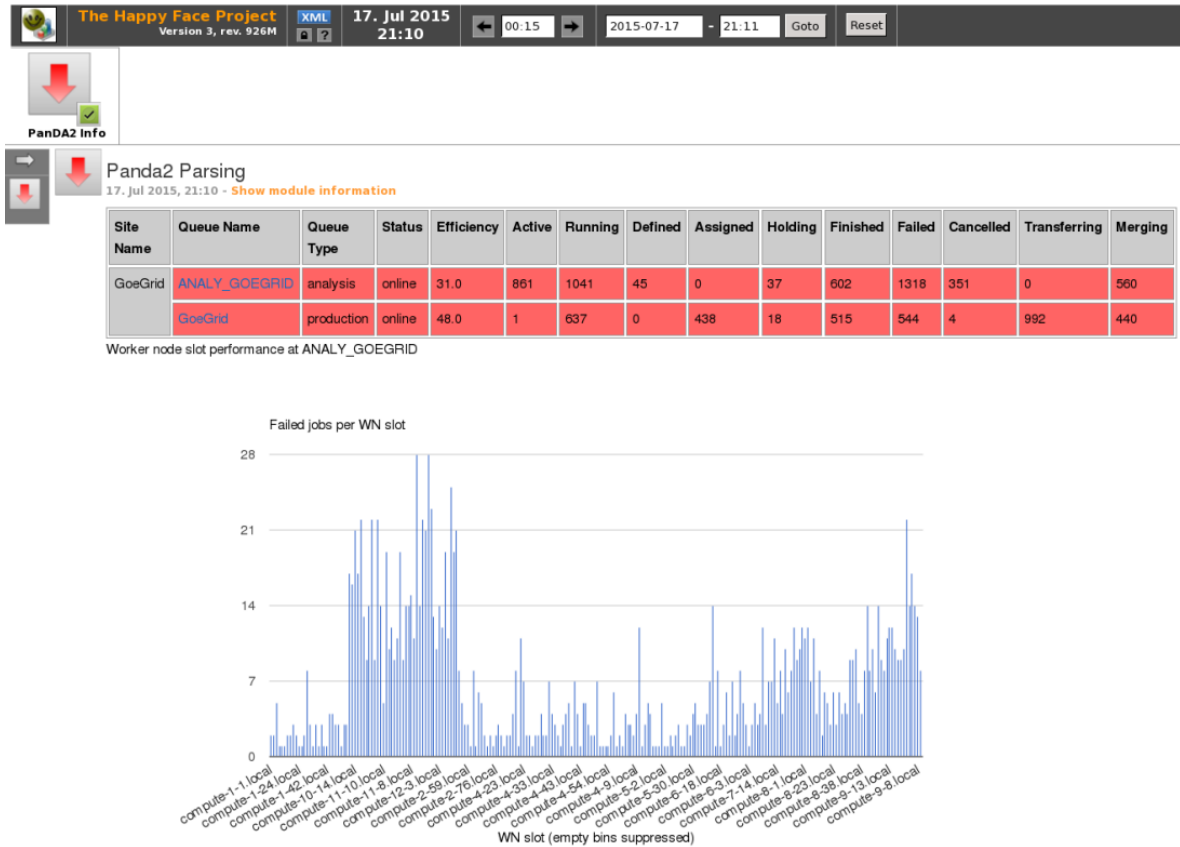 The Happy Face Project
Version 3, rev. 926M
XML
?
17. Jul 2015
21:10
00:15
2015-07-17 - 21:11 Goto Reset
PanDA2 Info
Panda2 Parsing
17. Jul 2015, 21:10 - Show module information
Site Name Queue Name Queue Type Status Efficiency Active Running Defined Assigned Holding Finished Failed Cancelled Transferring Merging
GoeGrid ANALY_GOEGRID analysis online 31.0 861 1041 45 0 37 602 1318 351 0 560
GoeGrid production online 48.0 1 637 0 438 18 515 544 4 992 440
Worker node slot performance at ANALY_GOEGRID
Failed jobs per WN slot
28
21
14
7
0
compute-1-1.local
compute-1-24.local
compute-1-42.local
compute-10-14.local
compute-11-10.local
compute-11-8.local
compute-12-3.local
compute-2-59.local
compute-2-76.local
compute-4-23.local
compute-4-33.local
compute-4-43.local
compute-4-54.local
compute-4-9.local
compute-5-2.local
compute-5-30.local
compute-6-18.local
compute-6-3.local
compute-7-14.local
compute-8-1.local
compute-8-23.local
compute-8-38.local
compute-9-13.local
compute-9-8.local
WN slot (empty bins suppressed)